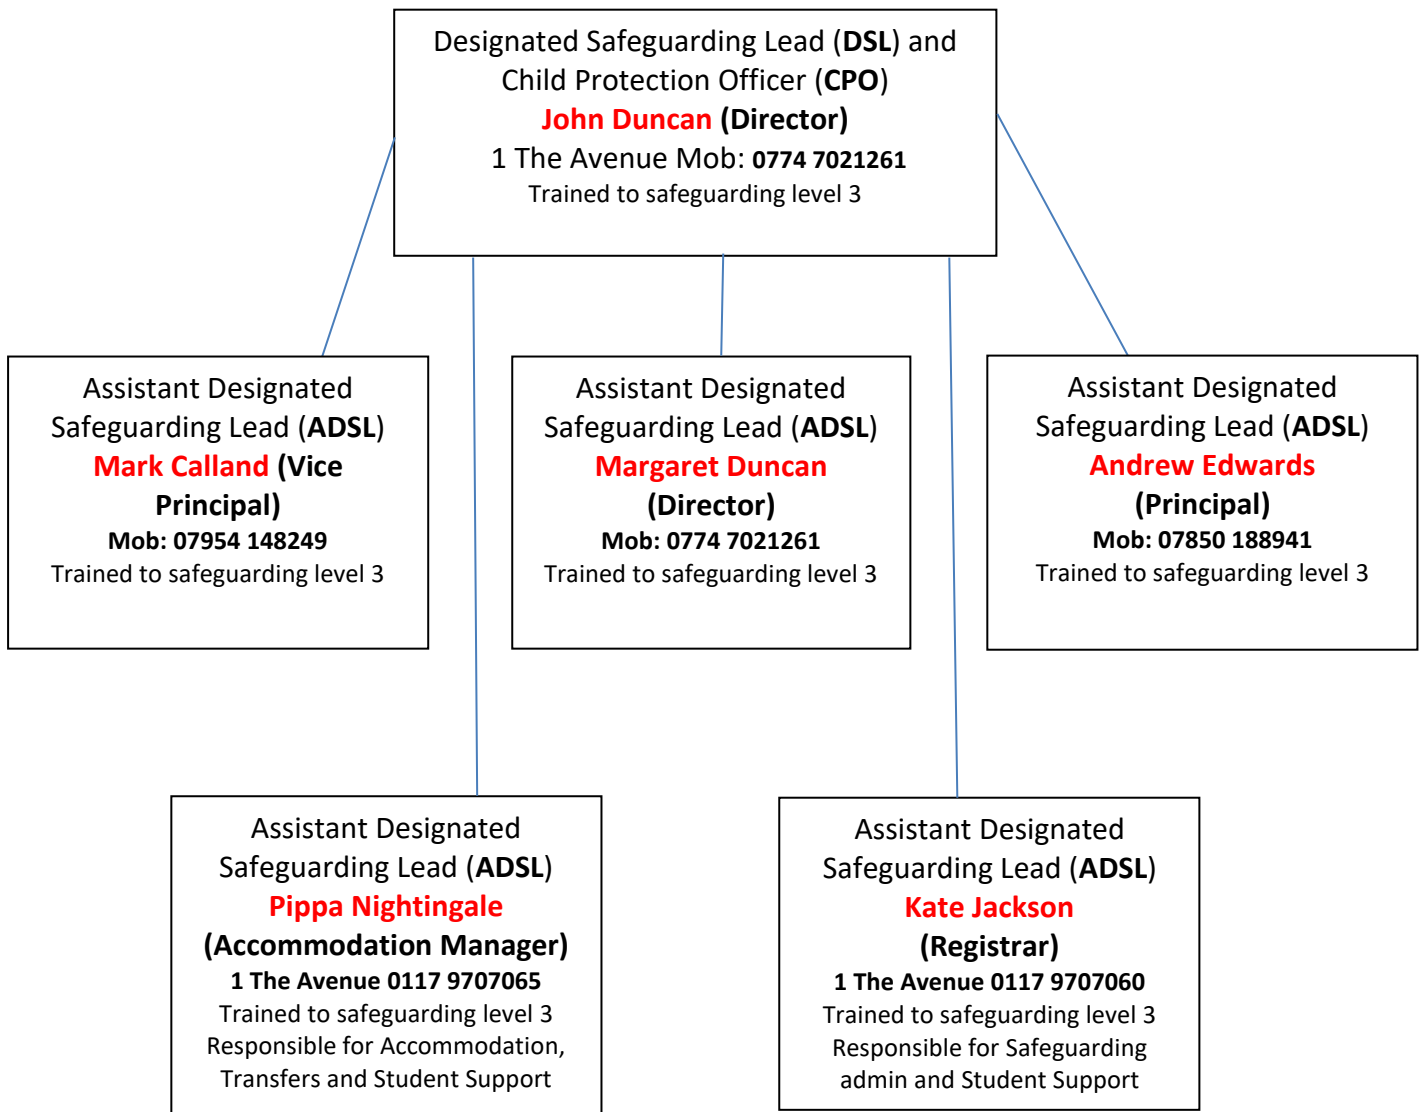 Designated Safeguarding Lead (DSL) and
Child Protection Officer (CPO)
John Duncan (Director)
1 The Avenue Mob: 0774 7021261
Trained to safeguarding level 3
Assistant Designated
Safeguarding Lead (ADSL)
Mark Calland (Vice
Principal)
Mob: 07954 148249
Trained to safeguarding level 3
Assistant Designated
Safeguarding Lead (ADSL)
Margaret Duncan
(Director)
Mob: 0774 7021261
Trained to safeguarding level 3
Assistant Designated
Safeguarding Lead (ADSL)
Andrew Edwards
(Principal)
Mob: 07850 188941
Trained to safeguarding level 3
Assistant Designated
Safeguarding Lead (ADSL)
Pippa Nightingale
(Accommodation Manager)
1 The Avenue 0117 9707065
Trained to safeguarding level 3
Responsible for Accommodation,
Transfers and Student Support
Assistant Designated
Safeguarding Lead (ADSL)
Kate Jackson
(Registrar)
1 The Avenue 0117 9707060
Trained to safeguarding level 3
Responsible for Safeguarding
admin and Student Support